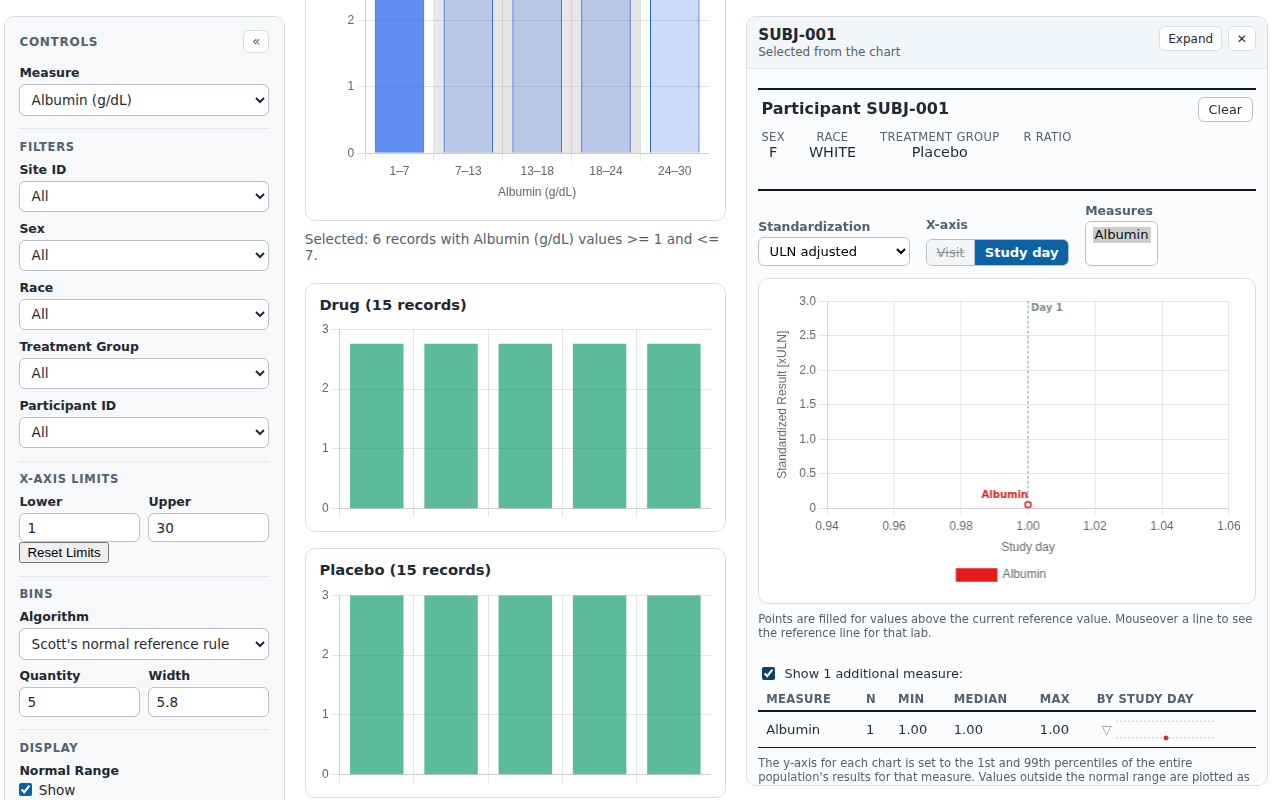 CONTROLS
«
Measure
Albumin (g/dL)
FILTERS
Site ID
All
Sex
All
Race
All
Treatment Group
All
Participant ID
All
X-AXIS LIMITS
Lower
Upper
1
30
Reset Limits
BINS
Algorithm
Scott's normal reference rule
Quantity
Width
5
5.8
DISPLAY
Normal Range
Show
2
1
0
1–7
7–13
13–18
18–24
24–30
Albumin (g/dL)
Selected: 6 records with Albumin (g/dL) values >= 1 and <=
7.
Drug (15 records)
3
2
1
0
Placebo (15 records)
3
2
1
0
SUBJ-001
Selected from the chart
Expand
✕
Participant SUBJ-001
Clear
SEX RACE TREATMENT GROUP R RATIO
F WHITE Placebo
Standardization
X-axis
Measures
ULN adjusted
Visit
Study day
Albumin
3.0
2.5
2.0
1.5
1.0
0.5
0
Standardized Result [xULN]
Day 1
Albumin
0.94 0.96 0.98 1.00 1.02 1.04 1.06
Study day
Albumin
Points are filled for values above the current reference value. Mouseover a line to see
the reference line for that lab.
Show 1 additional measure:
MEASURE N MIN MEDIAN MAX BY STUDY DAY
Albumin 1 1.00 1.00 1.00 ▽
The y-axis for each chart is set to the 1st and 99th percentiles of the entire
population's results for that measure. Values outside the normal range are plotted as